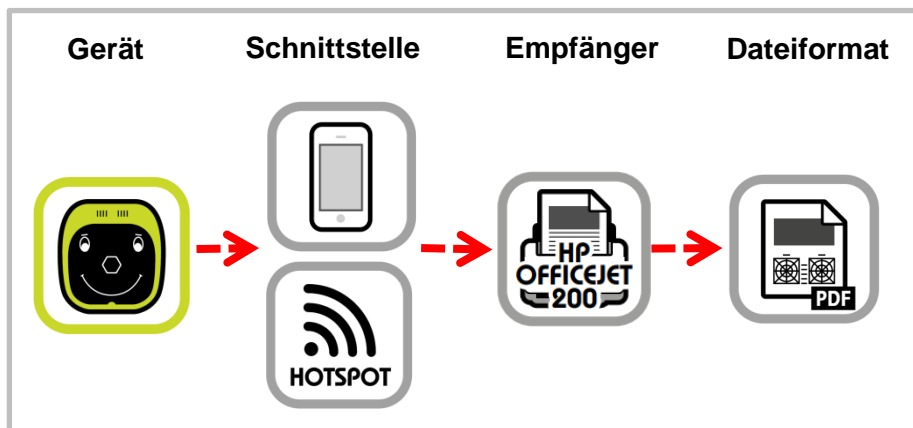 Gerät Schnittstelle Empfänger Dateiformat
HP
OFFICEJET
200
PDF
HOTSPOT